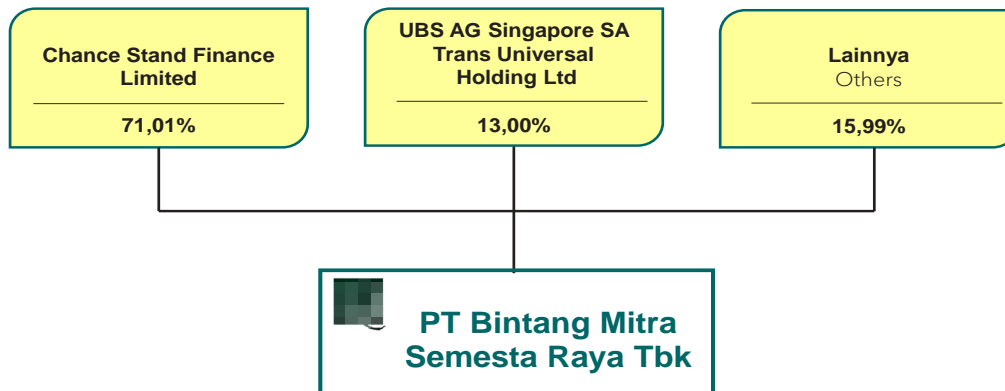 Chance Stand Finance
Limited
71,01%
UBS AG Singapore SA
Trans Universal
Holding Ltd
13,00%
Lainnya
Others
15,99%
PT Bintang Mitra
Semesta Raya Tbk